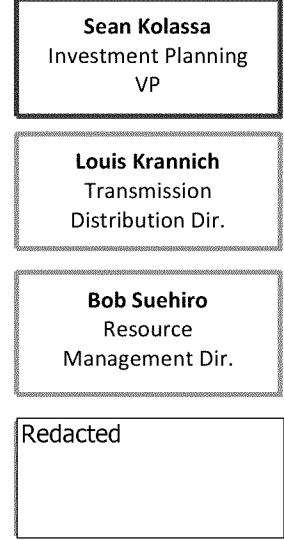 Sean Kolassa
Investment Planning
VP
Louis Krannich
Transmission
Distribution Dir.
Bob Suehiro
Resource
Management Dir.
Redacted